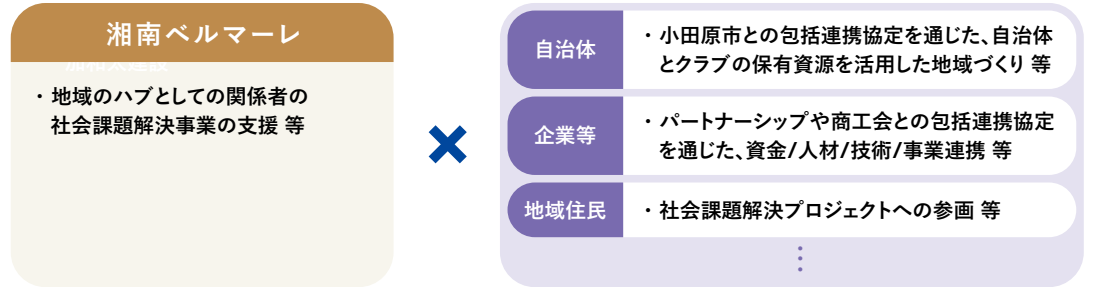 湘南ベルマーレ
加和太建設
・地域のハブとしての関係者の
社会課題解決事業の支援 等
自治体
・小田原市との包括連携協定を通じた、自治体
とクラブの保有資源を活用した地域づくり 等
企業等
・パートナーシップや商工会との包括連携協定
を通じた、資金/人材/技術/事業連携 等
地域住民
・社会課題解決プロジェクトへの参画 等